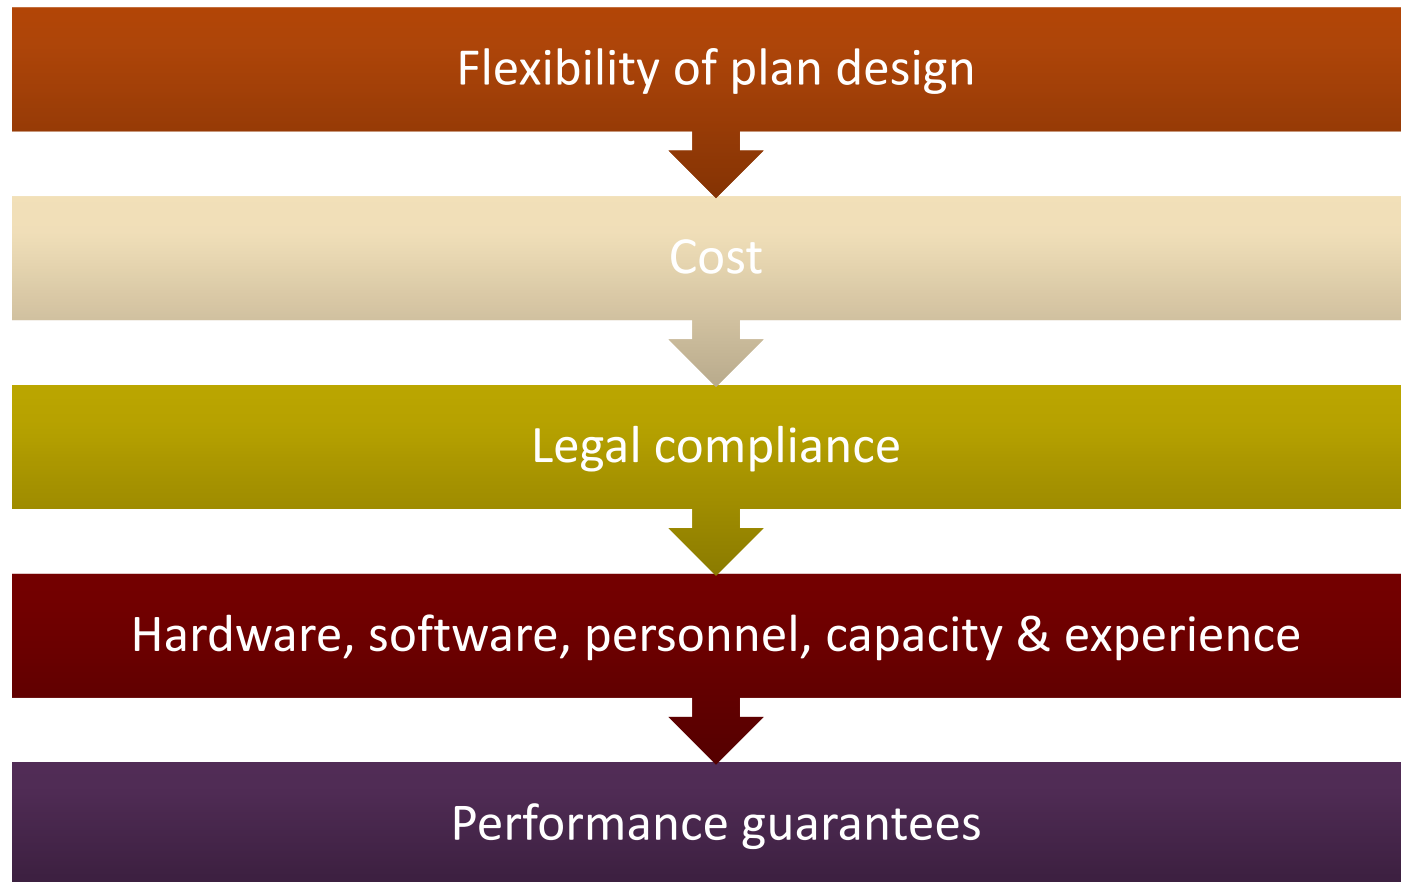 Flexibility of plan design
Cost
Legal compliance
Hardware, software, personnel, capacity & experience
Performance guarantees